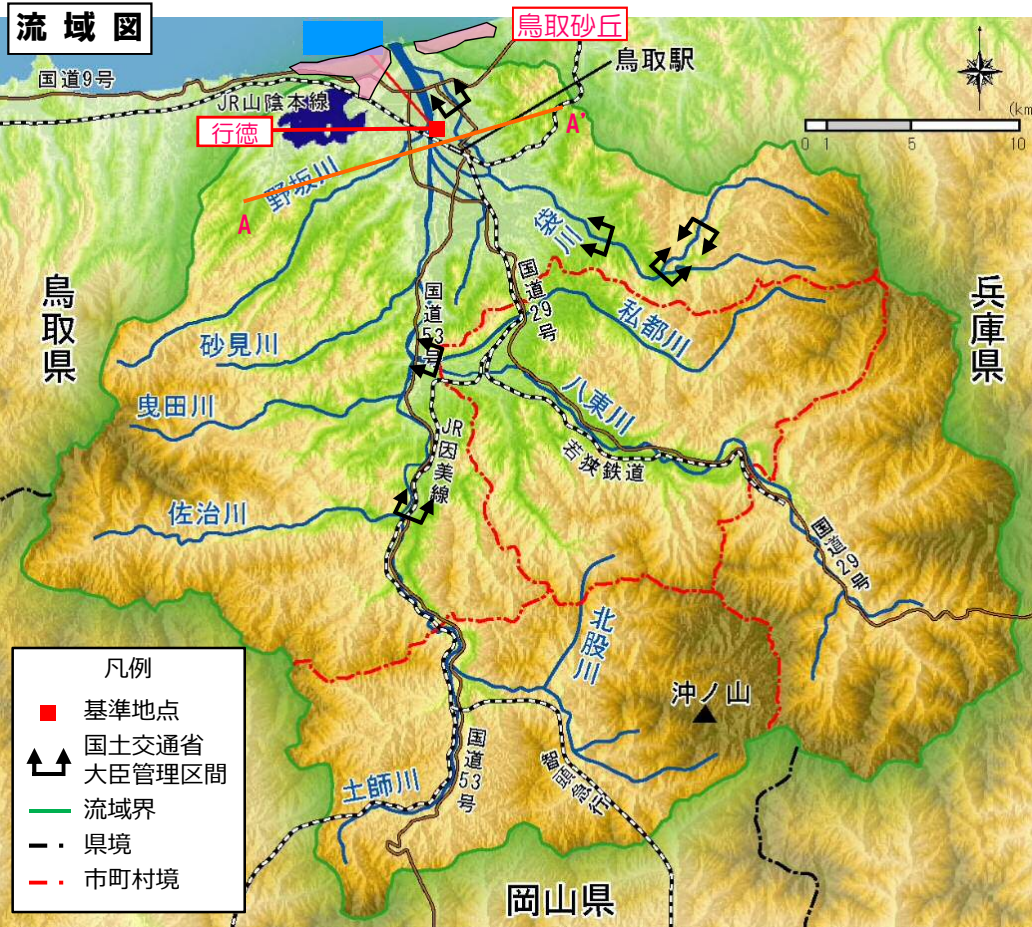 流域図
鳥取砂丘
国道9号
鳥取駅
JR山陰本線
行徳
A'
(km
0 1 5 10
野坂川
A
袋川
鳥取県
国道53号
国道29号
私都川
兵庫県
砂見川
八東川
曳田川
JR因美線
若狭鉄道
佐治川
国道29号
北股川
沖ノ山
凡例
基準地点
国土交通省
大臣管理区間
流域界
県境
市町村境
国道53号
智頭急行
土師川
岡山県